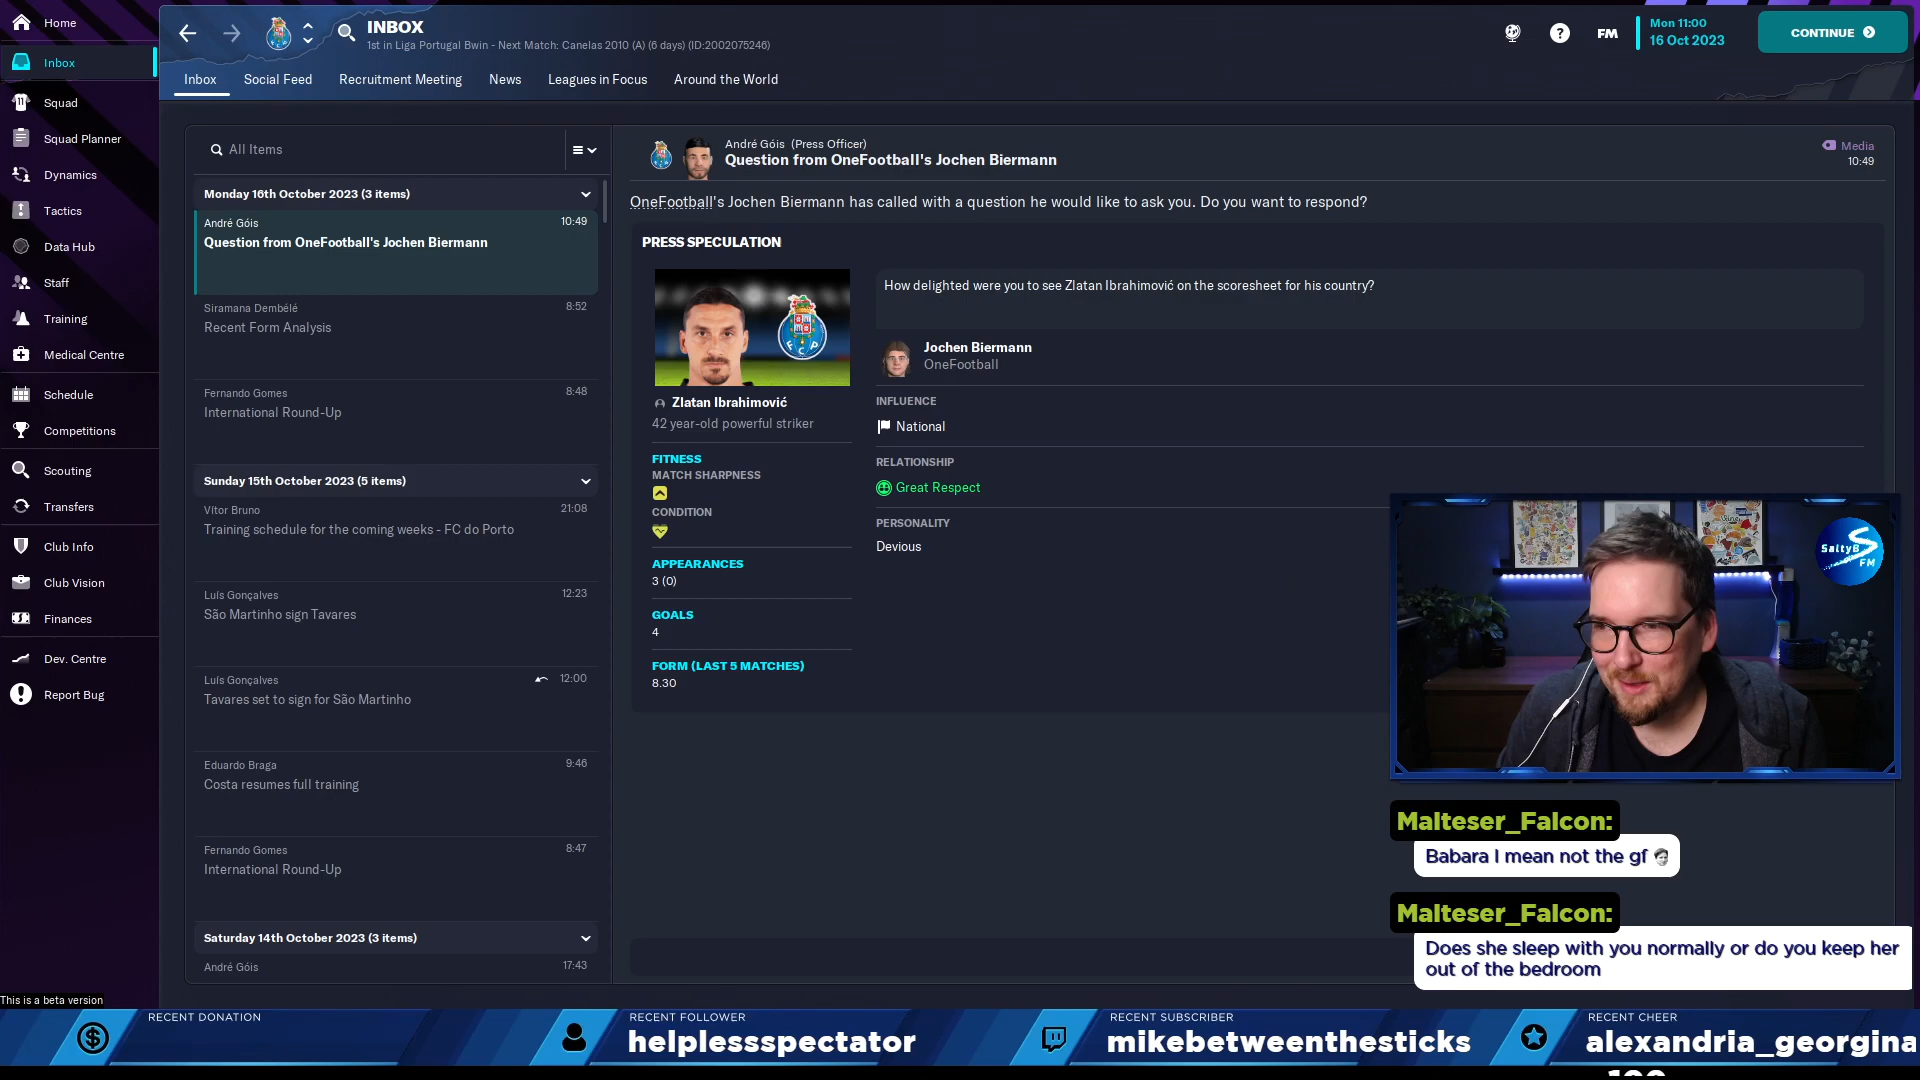 Home
Inbox
Squad
Squad Planner
Dynamics
Tactics
Data Hub
Staff
Training
Medical Centre
Schedule
Competitions
Scouting
Transfers
Club Info
Club Vision
Finances
Dev. Centre
Report Bug
This is a beta version
INBOX
1st in Liga Portugal Bwin - Next Match: Canelas 2010 (A) (6 days) (ID:2002075246)
FM
Mon 11:00
16 Oct 2023
CONTINUE
Inbox
Social Feed
Recruitment Meeting
News
Leagues in Focus
Around the World
All Items
Monday 16th October 2023 (3 items)
André Góis 10:49
Question from OneFootball's Jochen Biermann
Siramana Dembélé 8:52
Recent Form Analysis
Fernando Gomes 8:48
International Round-Up
Sunday 15th October 2023 (5 items)
Vítor Bruno 21:08
Training schedule for the coming weeks - FC do Porto
Luís Gonçalves 12:23
São Martinho sign Tavares
Luís Gonçalves 12:00
Tavares set to sign for São Martinho
Eduardo Braga 9:46
Costa resumes full training
Fernando Gomes 8:47
International Round-Up
Saturday 14th October 2023 (3 items)
André Góis 17:43
André Góis (Press Officer)
Question from OneFootball's Jochen Biermann
Media
10:49
OneFootball's Jochen Biermann has called with a question he would like to ask you. Do you want to respond?
PRESS SPECULATION
Zlatan Ibrahimović
42 year-old powerful striker
FITNESS
MATCH SHARPNESS
CONDITION
APPEARANCES
3 (0)
GOALS
4
FORM (LAST 5 MATCHES)
8.30
How delighted were you to see Zlatan Ibrahimović on the scoresheet for his country?
Jochen Biermann
OneFootball
INFLUENCE
National
RELATIONSHIP
Great Respect
PERSONALITY
Devious
SaltyB
FM
Malteser_Falcon:
Babara I mean not the gf
Malteser_Falcon:
Does she sleep with you normally or do you keep her
out of the bedroom
RECENT DONATION
RECENT FOLLOWER
helplessspectator
RECENT SUBSCRIBER
mikebetweenthesticks
RECENT CHEER
alexandria_georgina